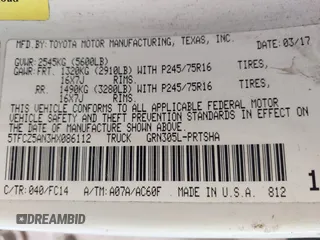 MFD.BY:TOYOTA MOTOR MANUFACTURING, TEXAS, INC. DATE: 03/17
GVWR:2545KG (5600LB)
GAWR:FRT. 1320KG (2910LB) WITH P245/75R16 TIRES,
16X7J RIMS,
RR. 1490KG (3280LB) WITH P245/75R16 TIRES,
16X7J
THIS VEHICLE CONFORMS TO ALL APPLICABLE FEDERAL MOTOR
VEHICLE SAFETY AND THEFT PREVENTION STANDARDS IN EFFECT
ON THE DATE OF MANUFACTURE SHOWN ABOVE.
5TFCZ5AN3HX086112 TRUCK GRN305L-PRTSHA
C/TR:040/FC14 A/TM:A07A/AC60F MADE IN U.S.A. 812
DEALER